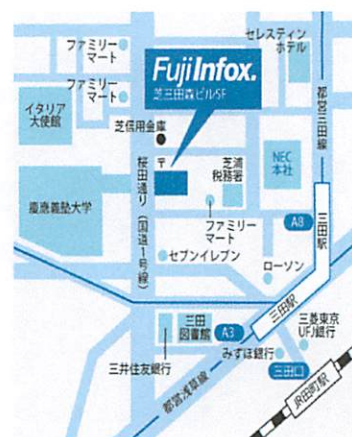 ファミリー
マート
セレスティン
ホテル
Fuji Infox.
芝三田森ビル5F
ファミリー
マート
イタリア
大使館
芝信用金庫
都営三田線
桜田通り（国道1号線）
〒
芝浦
税務署
NEC
本社
慶應義塾大学
ファミリー
マート
A8
三田駅
セブンイレブン
ローソン
三田駅
三田
図書館
A3
三菱東京
UFJ銀行
みずほ銀行
三井住友銀行
三田口
都営浅草線
JR田町駅